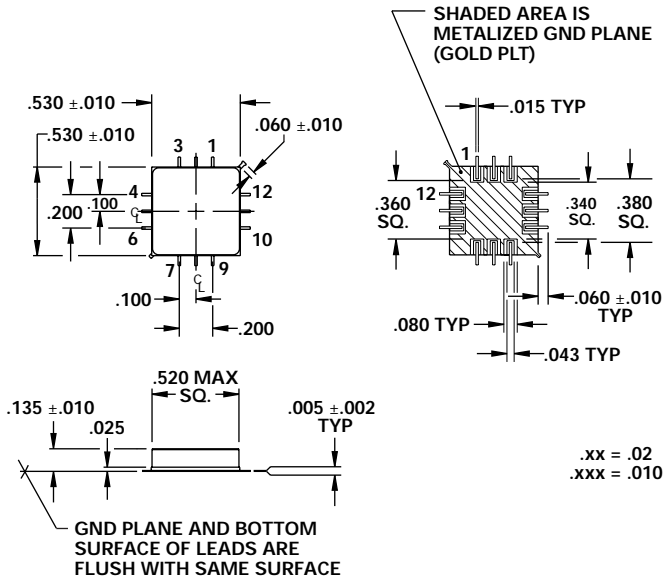 SHADED AREA IS
METALIZED GND PLANE
(GOLD PLT)
.530 ±.010
.530 ±.010
.060 ±.010
3 1
4
12
.200
.100
C
L
6
10
7
9
C
L
.100
.200
.015 TYP
1
12
.360
SQ.
.340
SQ.
.380
SQ.
.060 ±.010
TYP
.080 TYP
.043 TYP
.520 MAX
SQ.
.135 ±.010
.025
.005 ±.002
TYP
.xx = .02
.xxx = .010
GND PLANE AND BOTTOM
SURFACE OF LEADS ARE
FLUSH WITH SAME SURFACE